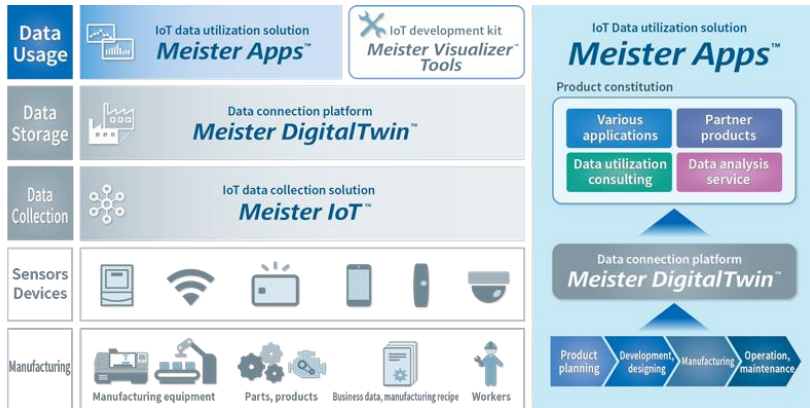 Data
Usage
IoT data utilization solution
Meister Apps™
IoT development kit
Meister Visualizer™
Tools
Data
Storage
Data connection platform
Meister DigitalTwin™
Data
Collection
IoT data collection solution
Meister IoT™
Sensors
Devices
Manufacturing
Manufacturing equipment
Parts, products
Business data, manufacturing recipe
Workers
IoT Data utilization solution
Meister Apps™
Product constitution
Various
applications
Partner
products
Data utilization
consulting
Data analysis
service
Data connection platform
Meister DigitalTwin™
Product
planning
Development,
designing
Manufacturing
Operation,
maintenance